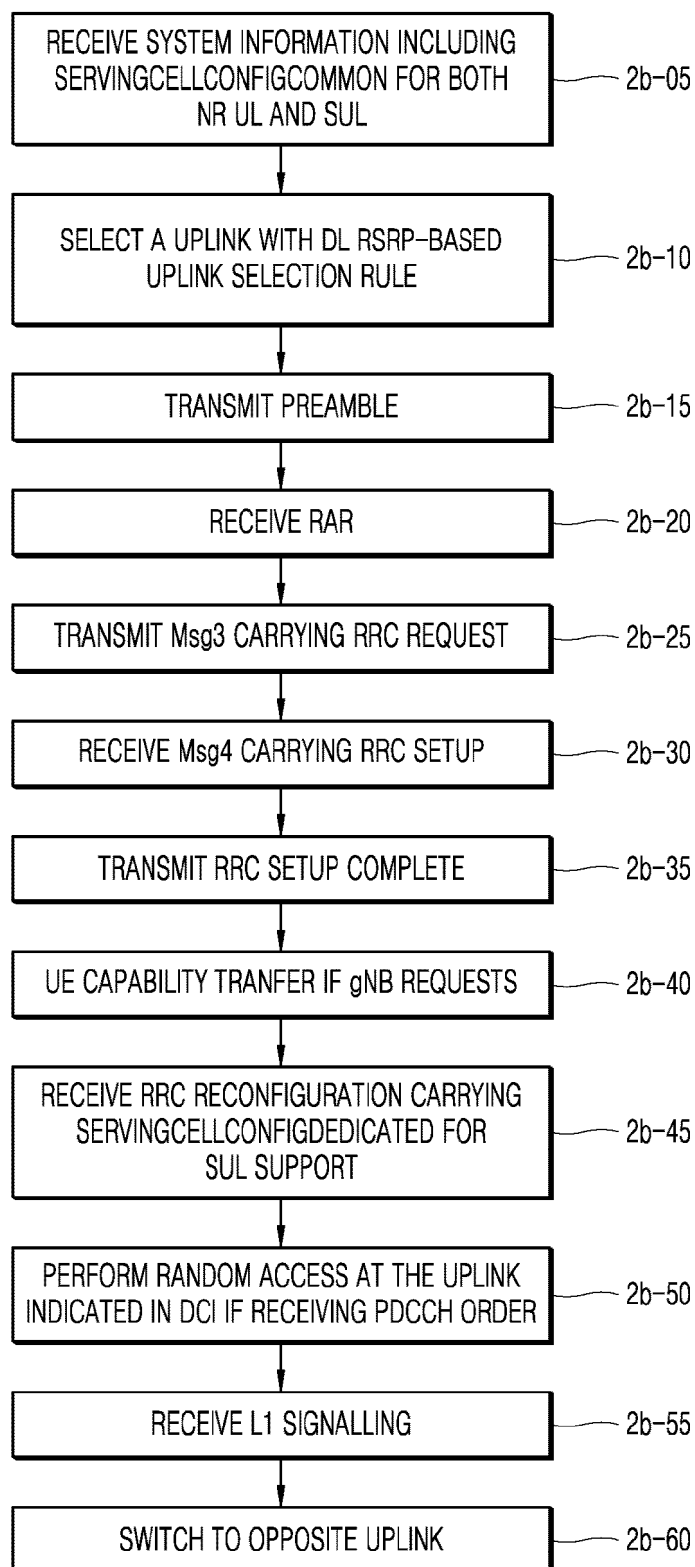 RECEIVE SYSTEM INFORMATION INCLUDING
SERVINGCELLCONFIGCOMMON FOR BOTH
NR UL AND SUL
2b-05
SELECT A UPLINK WITH DL RSRP-BASED
UPLINK SELECTION RULE
2b-10
TRANSMIT PREAMBLE
2b-15
RECEIVE RAR
2b-20
TRANSMIT Msg3 CARRYING RRC REQUEST
2b-25
RECEIVE Msg4 CARRYING RRC SETUP
2b-30
TRANSMIT RRC SETUP COMPLETE
2b-35
UE CAPABILITY TRANFER IF gNB REQUESTS
2b-40
RECEIVE RRC RECONFIGURATION CARRYING
SERVINGCELLCONFIGDEDICATED FOR
SUL SUPPORT
2b-45
PERFORM RANDOM ACCESS AT THE UPLINK
INDICATED IN DCI IF RECEIVING PDCCH ORDER
2b-50
RECEIVE L1 SIGNALLING
2b-55
SWITCH TO OPPOSITE UPLINK
2b-60